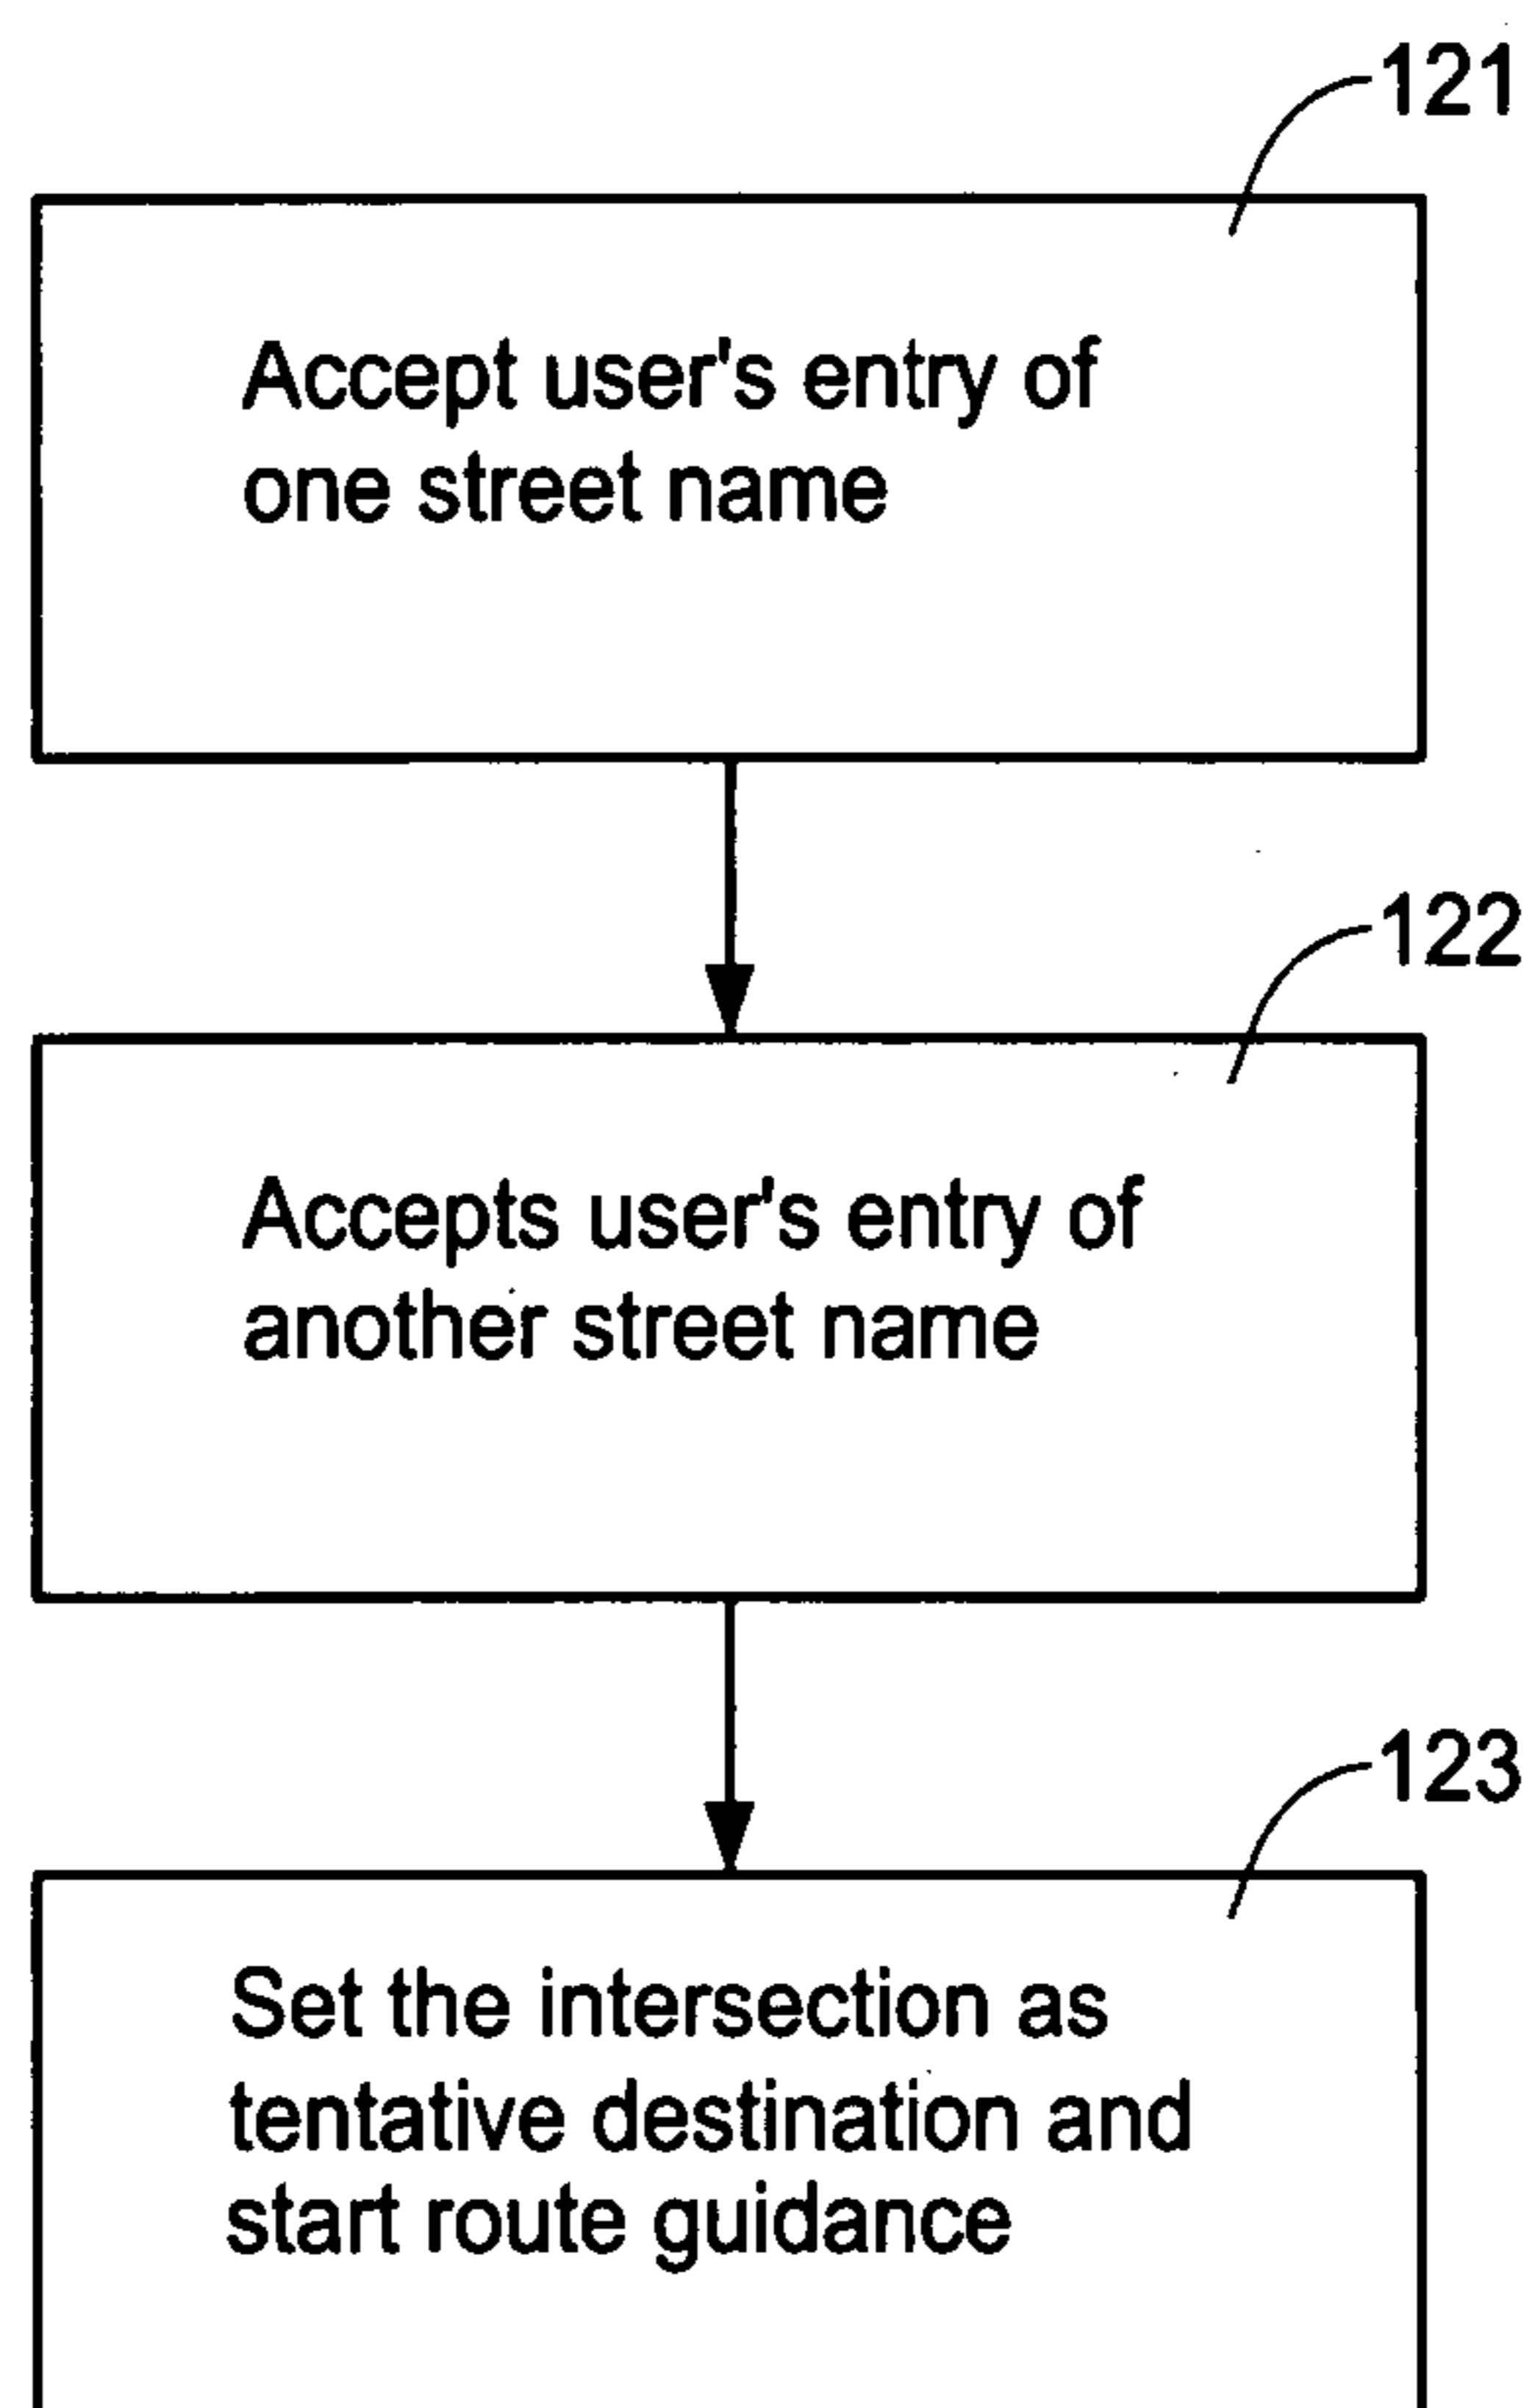 121
Accept user's entry of
one street name
122
Accepts user's entry of
another street name
123
Set the intersection as
tentative destination and
start route guidance